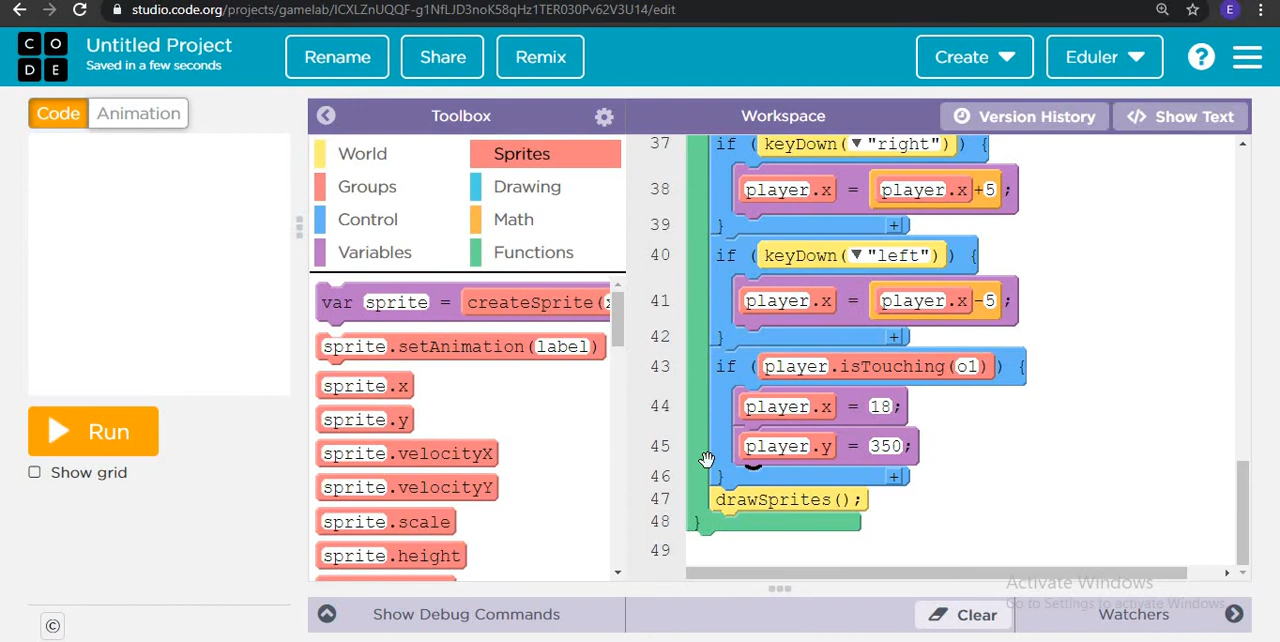 studio.code.org/projects/gamelab/ICXLZnUQQF-g1NfLJD3noK58qHz1TER030Pv62V3U14/edit
E
C O D E
Untitled Project
Saved in a few seconds
Rename
Share
Remix
Create
Eduler
?
Code
Animation
Toolbox
Workspace
Version History
</> Show Text
World
Sprites
Groups
Drawing
Control
Math
Variables
Functions
var sprite = createSprite(
sprite.setAnimation(label)
sprite.x
sprite.y
sprite.velocityX
sprite.velocityY
sprite.scale
sprite.height
37 if (keyDown("right")) {
38 player.x = player.x+5;
39 }
40 if (keyDown("left")) {
41 player.x = player.x-5;
42 }
43 if (player.isTouching(o1)) {
44 player.x = 18;
45 player.y = 350;
46 }
47 drawSprites();
48 }
49
Run
Show grid
©
Show Debug Commands
Clear
Watchers
Activate Windows
Go to Settings to activate Windows.